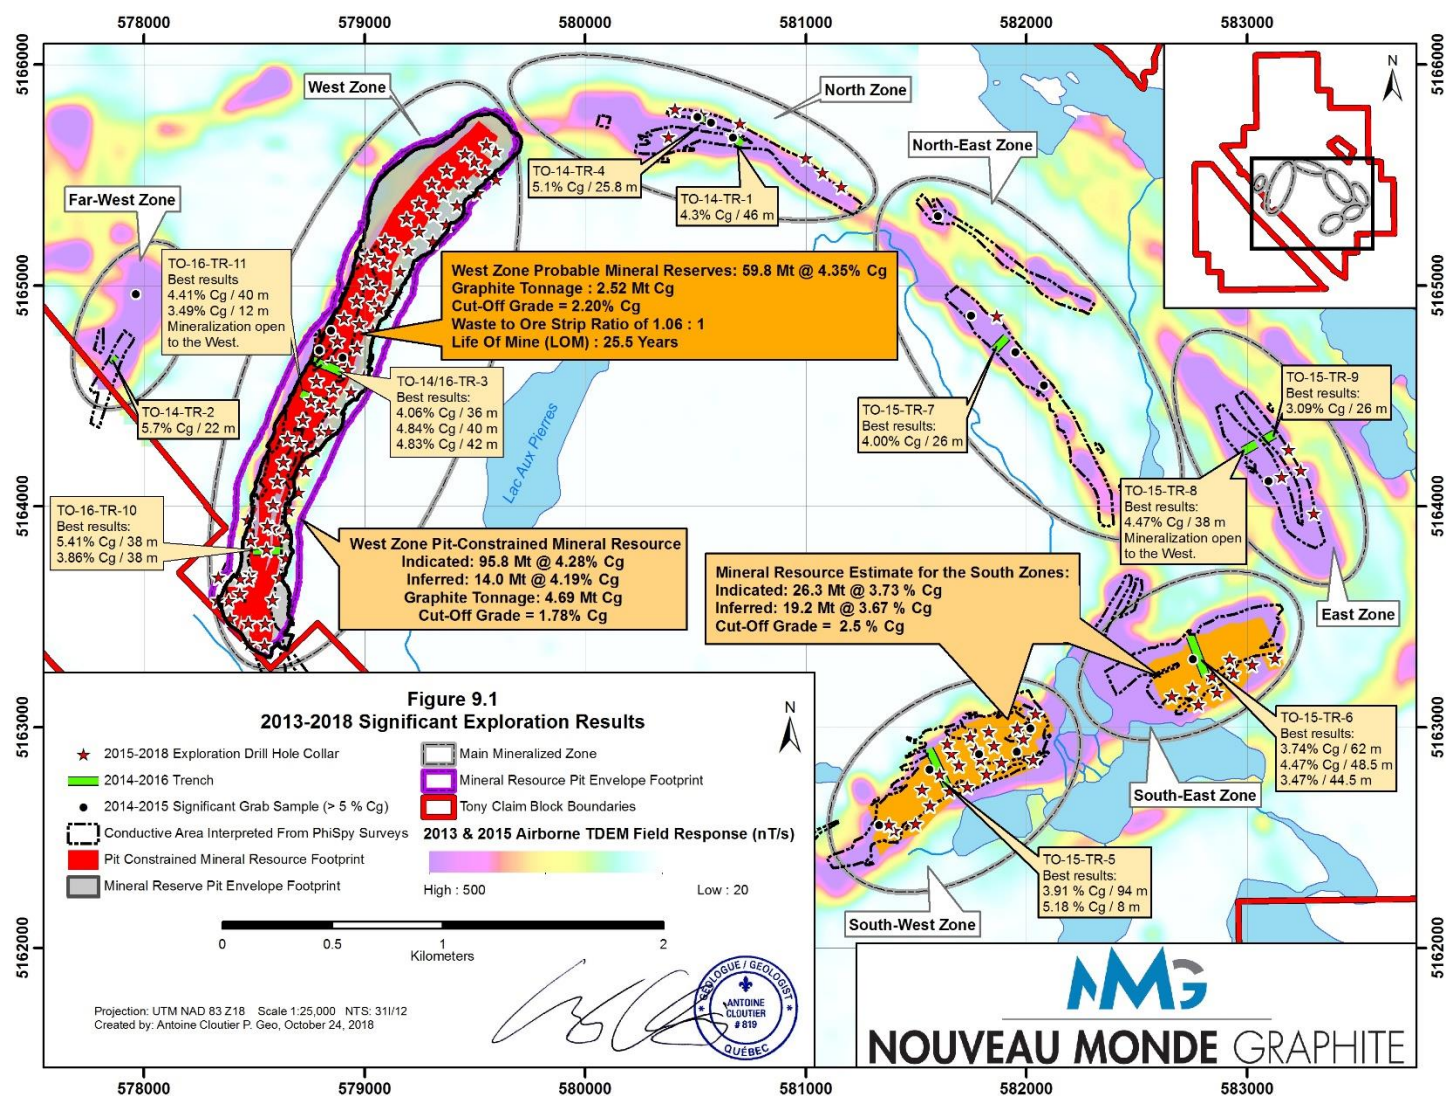 578000
579000
580000
581000
582000
583000
5166000
5166000
5165000
5165000
5164000
5164000
5163000
5163000
5162000
5162000
West Zone
North Zone
North-East Zone
Far-West Zone
N
TO-14-TR-4
5.1% Cg / 25.8 m
TO-14-TR-1
4.3% Cg / 46 m
TO-16-TR-11
Best results
4.41% Cg / 40 m
3.49% Cg / 12 m
Mineralization open
to the West.
West Zone Probable Mineral Reserves: 59.8 Mt @ 4.35% Cg
Graphite Tonnage : 2.52 Mt Cg
Cut-Off Grade = 2.20% Cg
Waste to Ore Strip Ratio of 1.06 : 1
Life Of Mine (LOM) : 25.5 Years
TO-14/16-TR-3
Best results:
4.06% Cg / 36 m
4.84% Cg / 40 m
4.83% Cg / 42 m
TO-14-TR-2
5.7% Cg / 22 m
Lac Aux Pierres
TO-15-TR-7
Best results:
4.00% Cg / 26 m
TO-15-TR-9
Best results:
3.09% Cg / 26 m
TO-15-TR-8
Best results:
4.47% Cg / 38 m
Mineralization open
to the West.
TO-16-TR-10
Best results:
5.41% Cg / 38 m
3.86% Cg / 38 m
West Zone Pit-Constrained Mineral Resource
Indicated: 95.8 Mt @ 4.28% Cg
Inferred: 14.0 Mt @ 4.19% Cg
Graphite Tonnage: 4.69 Mt Cg
Cut-Off Grade = 1.78% Cg
Mineral Resource Estimate for the South Zones:
Indicated: 26.3 Mt @ 3.73 % Cg
Inferred: 19.2 Mt @ 3.67 % Cg
Cut-Off Grade = 2.5 % Cg
East Zone
TO-15-TR-6
Best results:
3.74% Cg / 62 m
4.47% Cg / 48.5 m
3.47% / 44.5 m
South-East Zone
TO-15-TR-5
Best results:
3.91 % Cg / 94 m
5.18 % Cg / 8 m
South-West Zone
Figure 9.1
2013-2018 Significant Exploration Results
N
2015-2018 Exploration Drill Hole Collar
2014-2016 Trench
2014-2015 Significant Grab Sample (> 5 % Cg)
Conductive Area Interpreted From PhiSpy Surveys
Pit Constrained Mineral Resource Footprint
Mineral Reserve Pit Envelope Footprint
Main Mineralized Zone
Mineral Resource Pit Envelope Footprint
Tony Claim Block Boundaries
2013 & 2015 Airborne TDEM Field Response (nT/s)
High : 500
Low : 20
0
0.5
1
2
Kilometers
Projection: UTM NAD 83 Z18 Scale 1:25,000 NTS: 31I/12
Created by: Antoine Cloutier P. Geo, October 24, 2018
GÉOLOGUE / GEOLOGIST
ANTOINE
CLOUTIER
# 819
QUÉBEC
NMG
NOUVEAU MONDE GRAPHITE
578000
579000
580000
581000
582000
583000